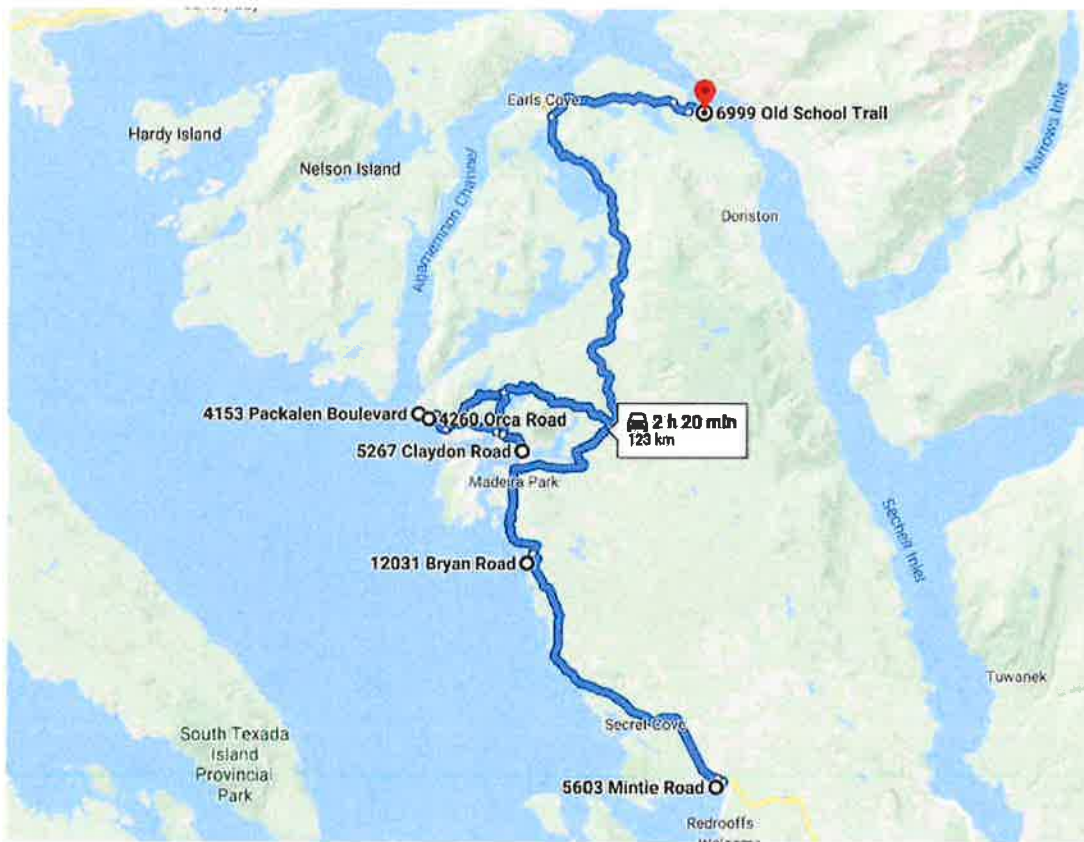 Earls Cove
6999 Old School Trail
Hardy Island
Nelson Island
Narrows Inlet
Agamemnon Channel
Doriston
4153 Packalen Boulevard
4260 Orca Road
2 h 20 min
123 km
5267 Claydon Road
Madeira Park
Sechelt Inlet
12031 Bryan Road
Tuwanek
Secret Cove
South Texada
Island
Provincial
Park
5603 Mintie Road
Redrooffs